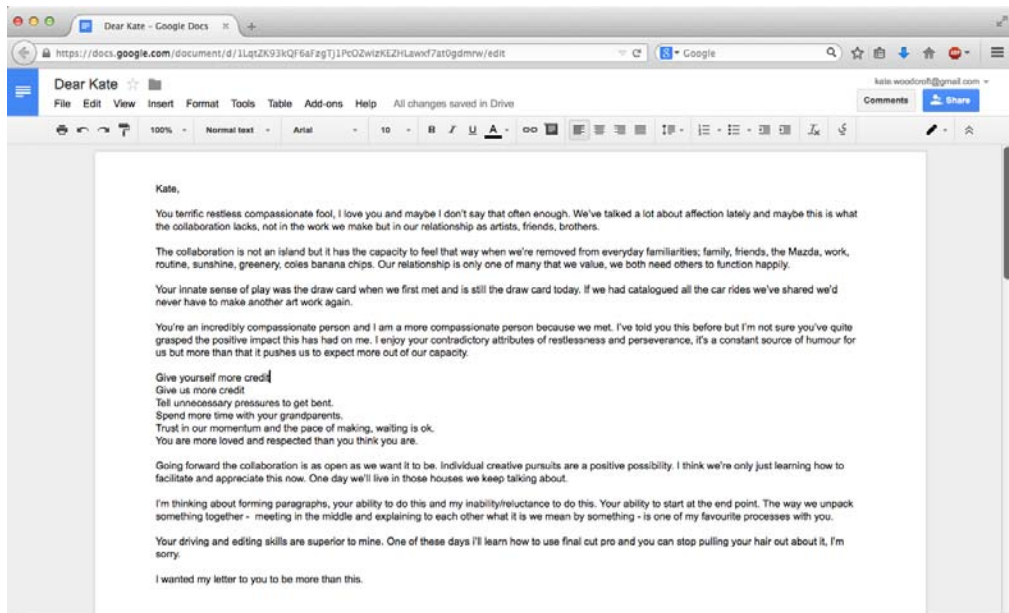 Dear Kate – Google Docs
https://docs.google.com/document/d/1LqtZK93kQF6aFzgTj1PcOZwizKEZHLawxf7at0gdmrw/edit
Google
Dear Kate
kate.woodcroft@gmail.com
File Edit View Insert Format Tools Table Add-ons Help All changes saved in Drive
Comments Share
100% Normal text Arial 10 B I U A
Kate,
You terrific restless compassionate fool, I love you and maybe I don't say that often enough. We've talked a lot about affection lately and maybe this is what
the collaboration lacks, not in the work we make but in our relationship as artists, friends, brothers.
The collaboration is not an island but it has the capacity to feel that way when we're removed from everyday familiarities; family, friends, the Mazda, work,
routine, sunshine, greenery, coles banana chips. Our relationship is only one of many that we value, we both need others to function happily.
Your innate sense of play was the draw card when we first met and is still the draw card today. If we had catalogued all the car rides we've shared we'd
never have to make another art work again.
You're an incredibly compassionate person and I am a more compassionate person because we met. I've told you this before but I'm not sure you've quite
grasped the positive impact this has had on me. I enjoy your contradictory attributes of restlessness and perseverance, it's a constant source of humour for
us but more than that it pushes us to expect more out of our capacity.
Give yourself more credit
Give us more credit
Tell unnecessary pressures to get bent.
Spend more time with your grandparents.
Trust in our momentum and the pace of making, waiting is ok.
You are more loved and respected than you think you are.
Going forward the collaboration is as open as we want it to be. Individual creative pursuits are a positive possibility. I think we're only just learning how to
facilitate and appreciate this now. One day we'll live in those houses we keep talking about.
I'm thinking about forming paragraphs, your ability to do this and my inability/reluctance to do this. Your ability to start at the end point. The way we unpack
something together - meeting in the middle and explaining to each other what it is we mean by something - is one of my favourite processes with you.
Your driving and editing skills are superior to mine. One of these days i'll learn how to use final cut pro and you can stop pulling your hair out about it, I'm
sorry.
I wanted my letter to you to be more than this.